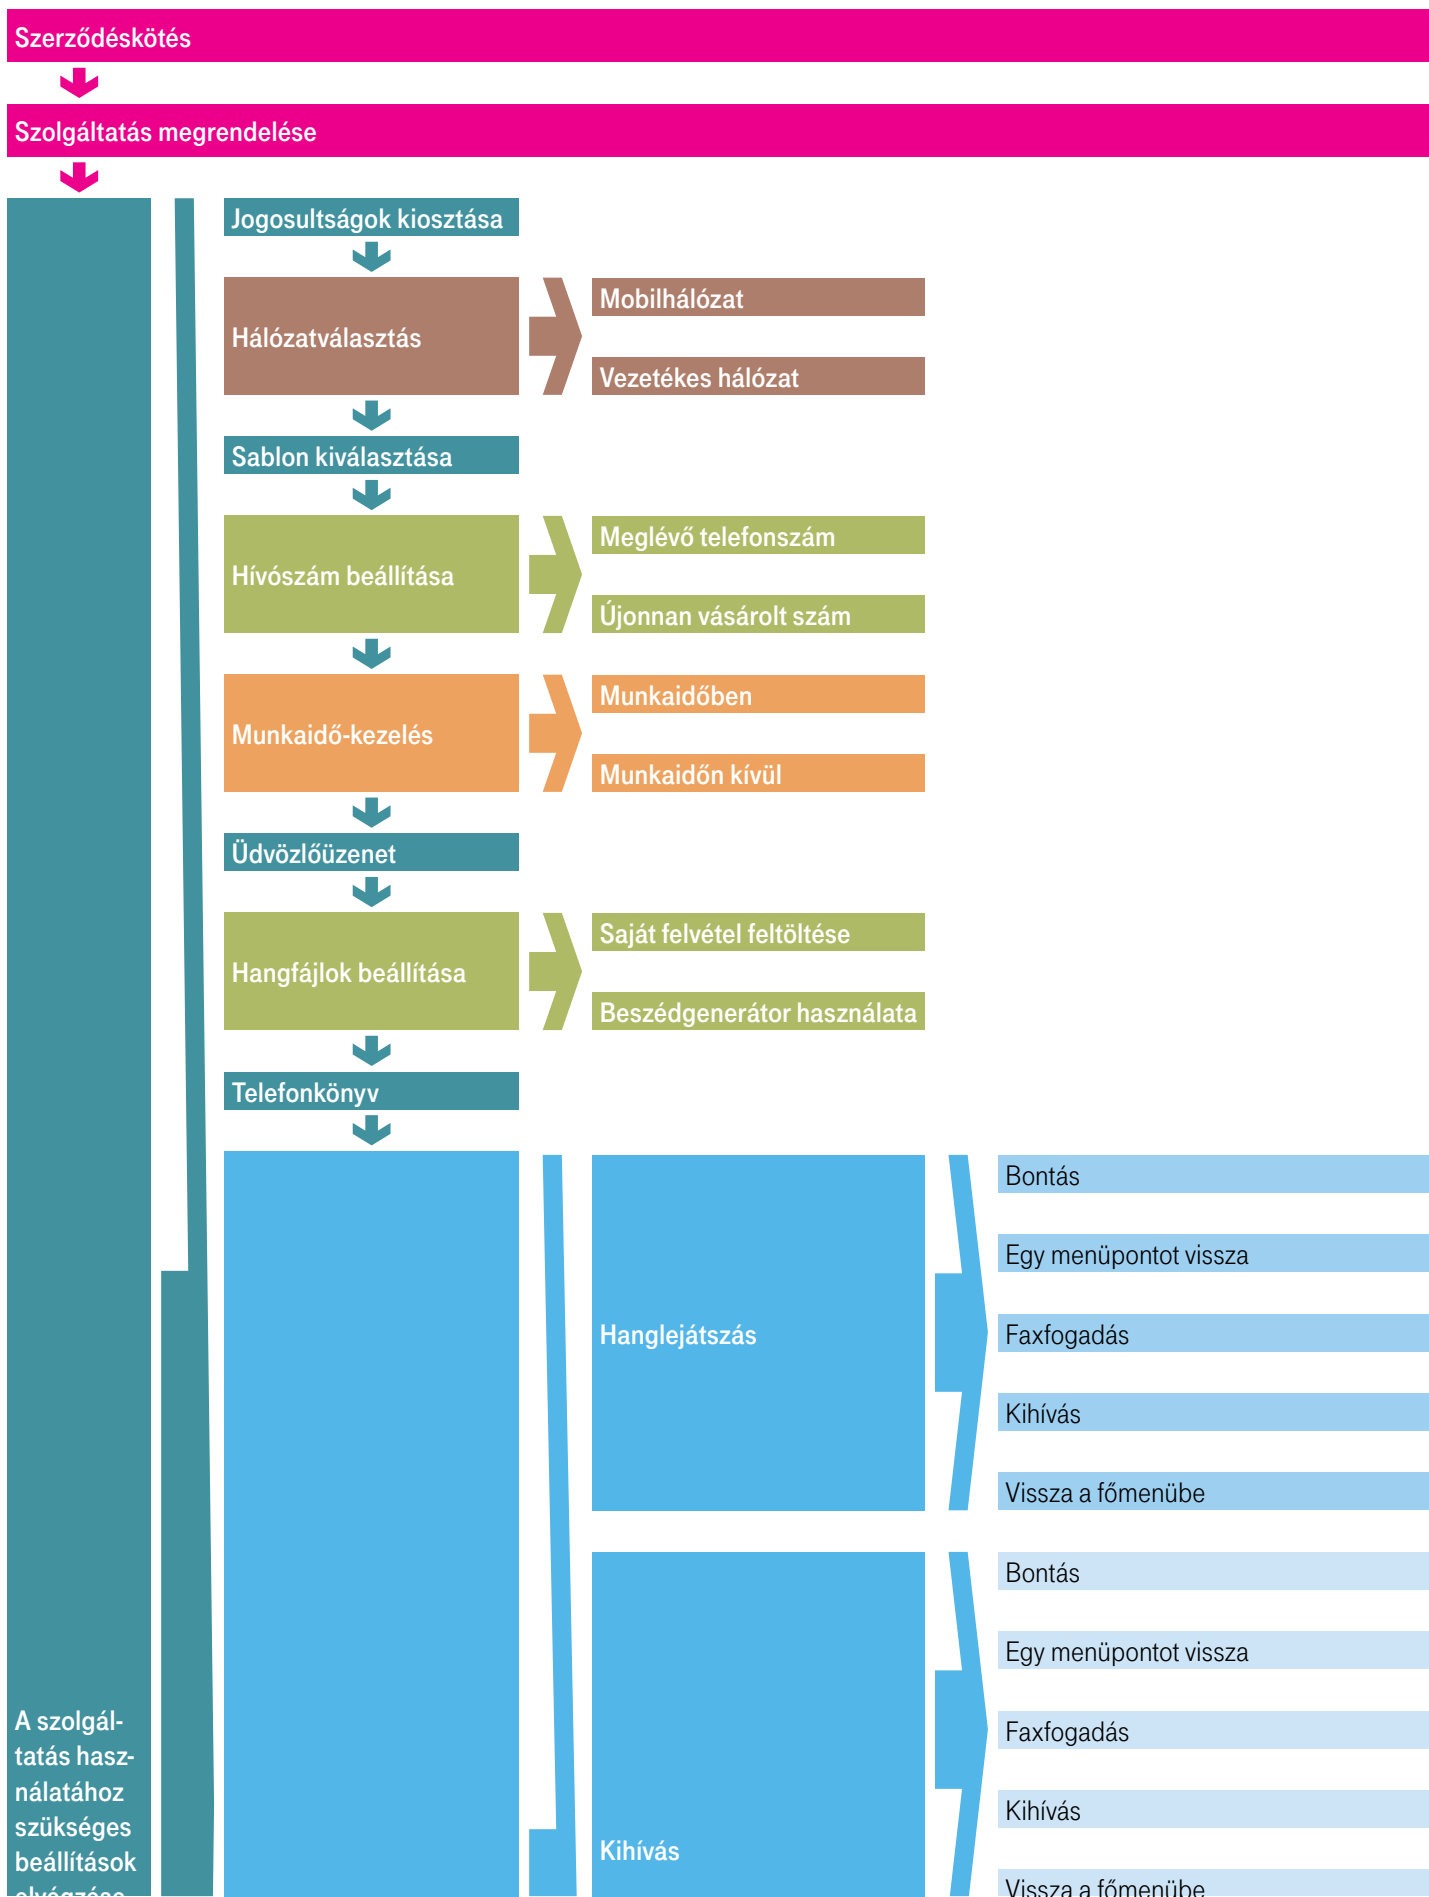 Szerződéskötés
Szolgáltatás megrendelése
Jogosultságok kiosztása
Hálózatválasztás
Mobilhálózat
Vezetékes hálózat
Sablon kiválasztása
Hívószám beállítása
Meglévő telefonszám
Újonnan vásárolt szám
Munkaidő-kezelés
Munkaidőben
Munkaidőn kívül
Üdvözlőüzenet
Hangfájlok beállítása
Saját felvétel feltöltése
Beszédgenerátor használata
Telefonkönyv
Hanglejátszás
Bontás
Egy menüpontot vissza
Faxfogadás
Kihívás
Vissza a főmenübe
Kihívás
Bontás
Egy menüpontot vissza
Faxfogadás
Kihívás
Vissza a főmenübe
A szolgál-
tatás hasz-
nálatához
szükséges
beállítások
elvégzése